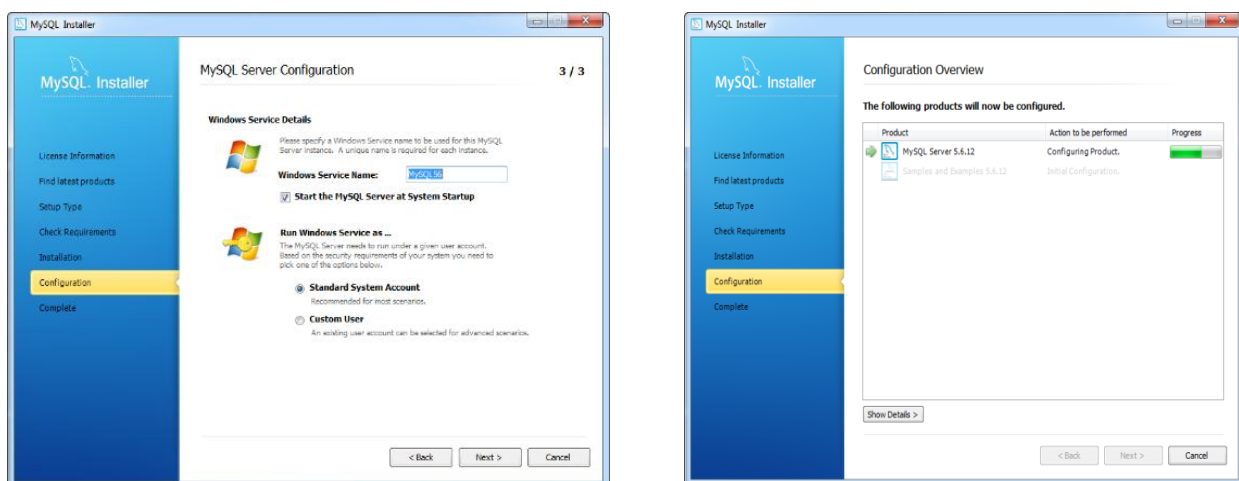 MySQL Installer
MySQL. Installer
License Information
Find latest products
Setup Type
Check Requirements
Installation
Configuration
Complete
MySQL Server Configuration
3 / 3
Windows Service Details
Please specify a Windows Service name to be used for this MySQL
Server instance. A unique name is required for each instance.
Windows Service Name: MySQL56
Start the MySQL Server at System Startup
Run Windows Service as ...
The MySQL Server needs to run under a given user account.
Based on the security requirements of your system you need to
pick one of the options below.
Standard System Account
Recommended for most scenarios.
Custom User
An existing user account can be selected for advanced scenarios.
< Back
Next >
Cancel
MySQL Installer
MySQL. Installer
License Information
Find latest products
Setup Type
Check Requirements
Installation
Configuration
Complete
Configuration Overview
The following products will now be configured.
Product Action to be performed Progress
MySQL Server 5.6.12 Configuring Product.
Samples and Examples 5.6.12 Initial Configuration.
Show Details >
< Back
Next >
Cancel